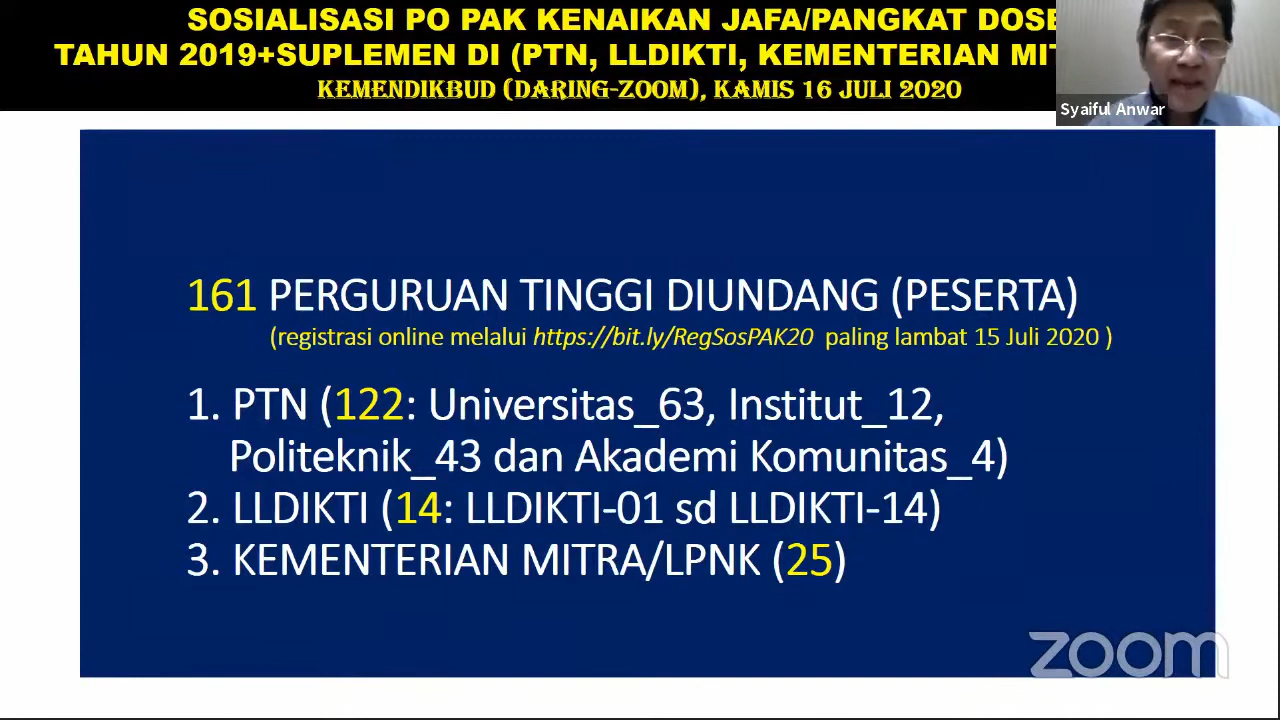 SOSIALISASI PO PAK KENAIKAN JAFA/PANGKAT DOSE
TAHUN 2019+SUPLEMEN DI (PTN, LLDIKTI, KEMENTERIAN MIT
KEMENDIKBUD (DARING-ZOOM), KAMIS 16 JULI 2020
Syaiful Anwar
161 PERGURUAN TINGGI DIUNDANG (PESERTA)
(registrasi online melalui https://bit.ly/RegSosPAK20 paling lambat 15 Juli 2020 )
1. PTN (122: Universitas_63, Institut_12,
Politeknik_43 dan Akademi Komunitas_4)
2. LLDIKTI (14: LLDIKTI-01 sd LLDIKTI-14)
3. KEMENTERIAN MITRA/LPNK (25)
zoom